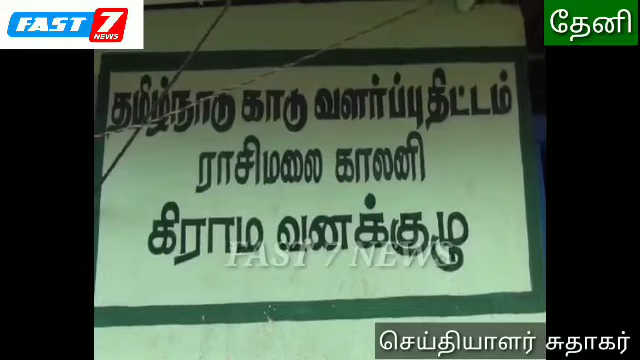 FAST 7
NEWS
தேனி
தமிழ்நாடு காடு வளர்ப்புதிட்டம்
ராசிமலை காலனி
கிராம வனக்குழு
FAST 7 NEWS
செய்தியாளர் சுதாகர்